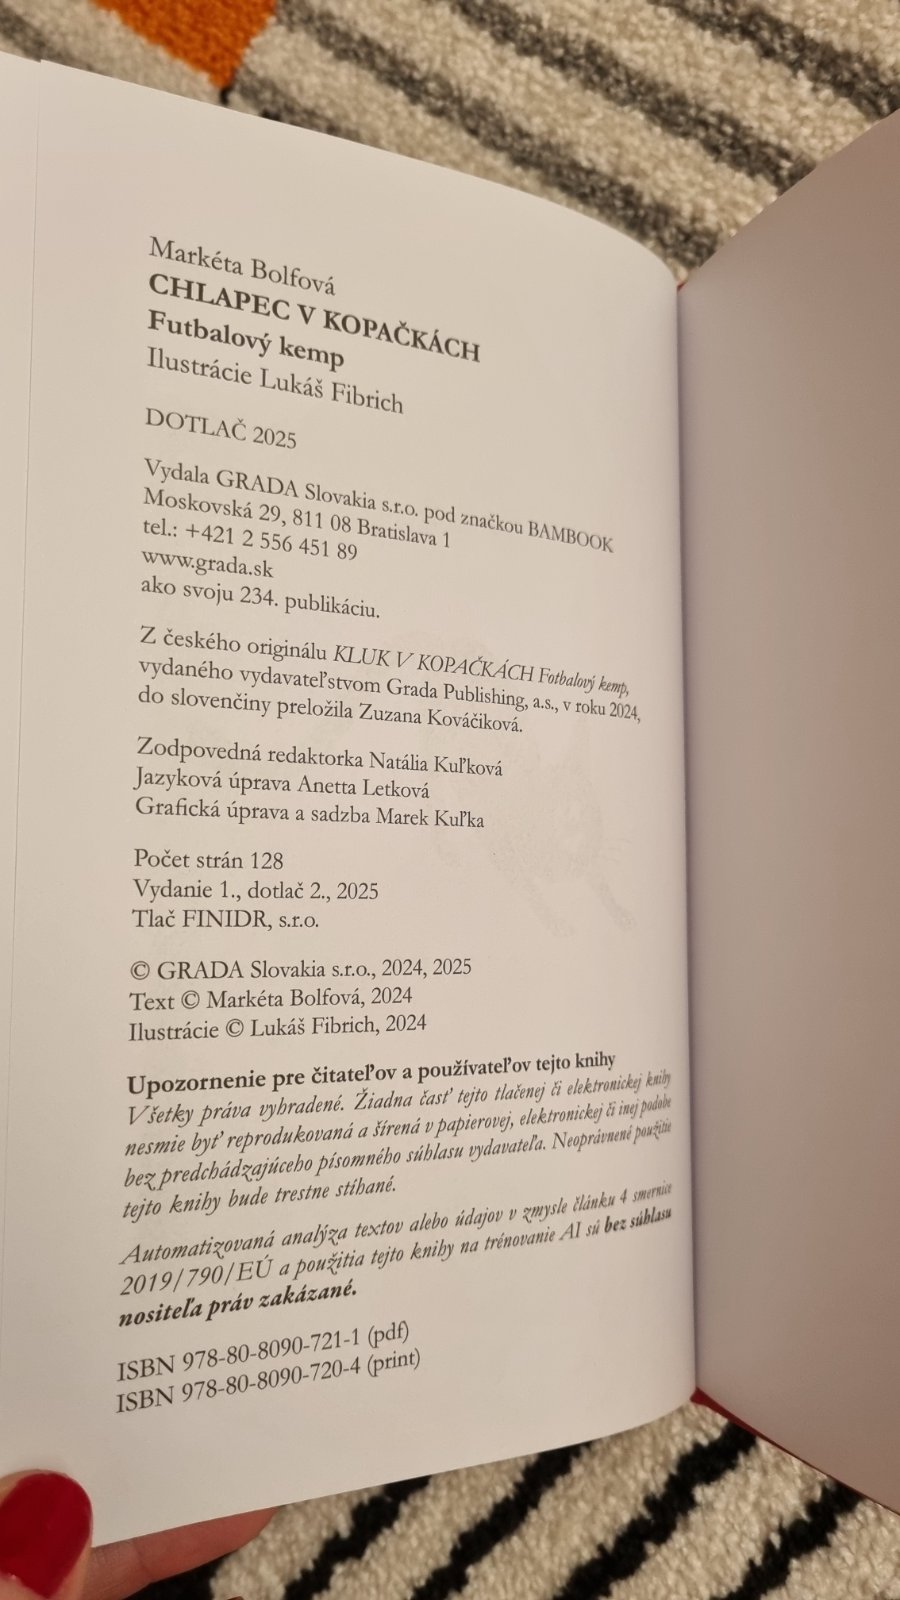 Markéta Bolfová
CHLAPEC V KOPAČKÁCH
Futbalový kemp
Ilustrácie Lukáš Fibrich
DOTLAČ 2025
Vydala GRADA Slovakia s.r.o. pod značkou BAMBOOK
Moskovská 29, 811 08 Bratislava 1
tel.: +421 2 556 451 89
www.grada.sk
ako svoju 234. publikáciu.
Z českého originálu KLUK V KOPAČKÁCH Fotbalový kemp,
vydaného vydavateľstvom Grada Publishing, a.s., v roku 2024,
do slovenčiny preložila Zuzana Kováčiková.
Zodpovedná redaktorka Natália Kuľková
Jazyková úprava Anetta Letková
Grafická úprava a sadzba Marek Kuľka
Počet strán 128
Vydanie 1., dotlač 2., 2025
Tlač FINIDR, s.r.o.
© GRADA Slovakia s.r.o., 2024, 2025
Text © Markéta Bolfová, 2024
Ilustrácie © Lukáš Fibrich, 2024
Upozornenie pre čitateľov a používateľov tejto knihy
Všetky práva vyhradené. Žiadna časť tejto tlačenej či elektronickej knihy
nesmie byť reprodukovaná a šírená v papierovej, elektronickej či inej podobe
bez predchádzajúceho písomného súhlasu vydavateľa. Neoprávnené použitie
tejto knihy bude trestne stíhané.
Automatizovaná analýza textov alebo údajov v zmysle článku 4 smernice
2019/790/EÚ a použitia tejto knihy na trénovanie AI sú bez súhlasu
nositeľa práv zakázané.
ISBN 978-80-8090-721-1 (pdf)
ISBN 978-80-8090-720-4 (print)